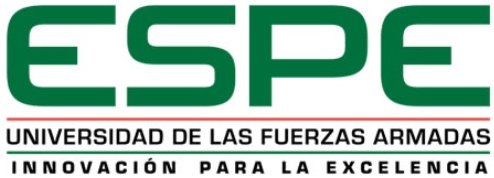 ESPE
UNIVERSIDAD DE LAS FUERZAS ARMADAS
INNOVACIÓN PARA LA EXCELENCIA